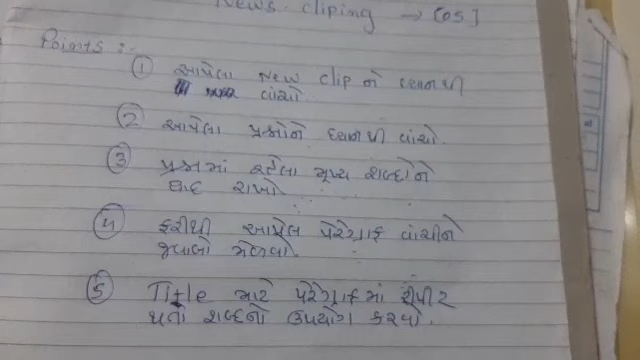 News. cliping → [05]
Points :-
① આપેલા New clip ને ધ્યાનથી
વાંચો.
② આપેલા પ્રશ્નોને ધ્યાનથી વાંચો.
③ પ્રશ્નમાં રહેલા મૂખ્ય શબ્દોને
યાદ રાખો
④ ફરીથી આપેલ પેરેગ્રાફ વાંચીને
જવાબો મેળવો.
⑤ Title માટે પેરેગ્રાફમાં રીપીટ
થતો શબ્દનો ઉપયોગ કરવો.